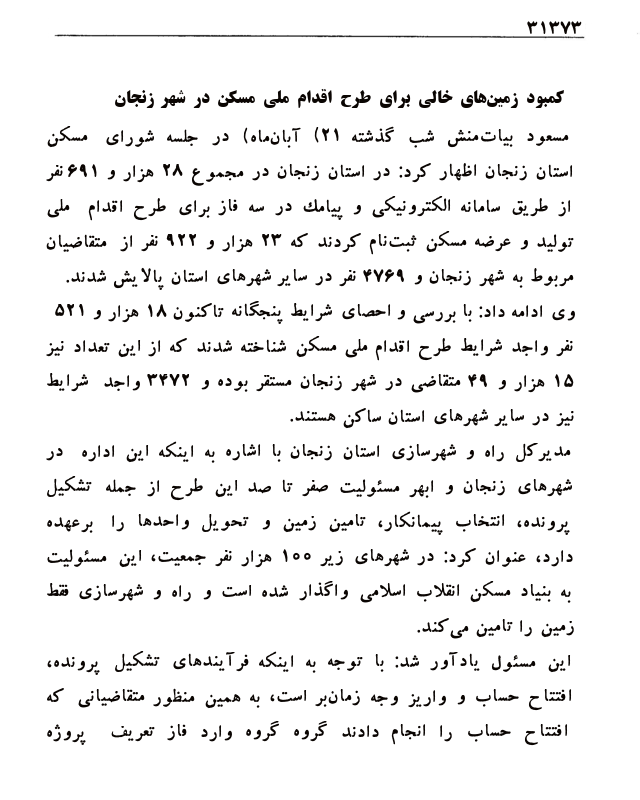 ۳۱۳۷۳
کمبود زمین‌های خالی برای طرح اقدام ملی مسکن در شهر زنجان
مسعود بیات‌منش شب گذشته ۲۱) آبان‌ماه) در جلسه شورای مسکن
استان زنجان اظهار کرد: در استان زنجان در مجموع ۲۸ هزار و ۶۹۱ نفر
از طریق سامانه الکترونیکی و پیامك در سه فاز برای طرح اقدام ملی
تولید و عرضه مسکن ثبت‌نام کردند که ۲۳ هزار و ۹۲۲ نفر از متقاضیان
مربوط به شهر زنجان و ۴۷۶۹ نفر در سایر شهرهای استان پالایش شدند.
وی ادامه داد: با بررسی و احصای شرایط پنجگانه تاکنون ۱۸ هزار و ۵۲۱
نفر واجد شرایط طرح اقدام ملی مسکن شناخته شدند که از این تعداد نیز
۱۵ هزار و ۴۹ متقاضی در شهر زنجان مستقر بوده و ۳۴۷۲ واجد شرایط
نیز در سایر شهرهای استان ساکن هستند.
مدیرکل راه و شهرسازی استان زنجان با اشاره به اینکه این اداره در
شهرهای زنجان و ابهر مسئولیت صفر تا صد این طرح از جمله تشکیل
پرونده، انتخاب پیمانکار، تامین زمین و تحویل واحدها را برعهده
دارد، عنوان کرد: در شهرهای زیر ۱۰۰ هزار نفر جمعیت، این مسئولیت
به بنیاد مسکن انقلاب اسلامی واگذار شده است و راه و شهرسازی فقط
زمین را تامین می‌کند.
این مسئول یادآور شد: با توجه به اینکه فرآیندهای تشکیل پرونده،
افتتاح حساب و واریز وجه زمان‌بر است، به همین منظور متقاضیانی که
افتتاح حساب را انجام دادند گروه گروه وارد فاز تعریف پروژه